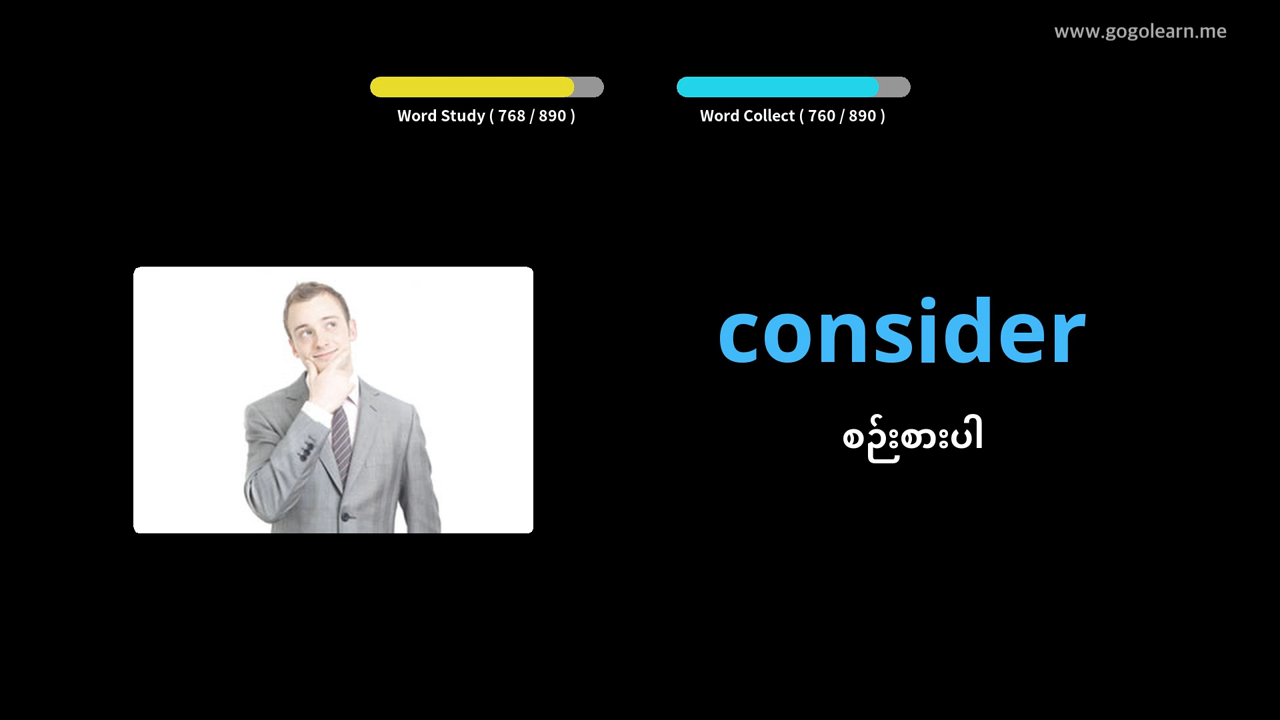 www.gogolearn.me
Word Study ( 768 / 890 )
Word Collect ( 760 / 890 )
consider
စဉ်းစားပါ